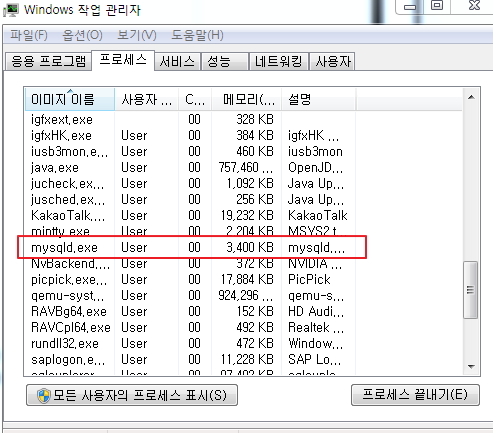 Windows 작업 관리자
파일(F) 옵션(O) 보기(V) 도움말(H)
응용 프로그램 프로세스 서비스 성능 네트워킹 사용자
이미지 이름 사용자 ... C... 메모리(... 설명
igfxext.exe 00 328 KB
igfxHK.exe User 00 384 KB igfxHK ...
iusb3mon.e... User 00 460 KB iusb3mon
java.exe User 00 757,460 ... OpenJD...
jucheck.ex... User 00 1,092 KB Java Up...
jusched.ex... User 00 256 KB Java Up...
KakaoTalk.... User 00 19,232 KB KakaoTalk
mintty.exe User 00 2,204 KB MSYS2 t...
mysqld.exe User 00 3,400 KB mysqld....
NvBackend.... User 00 372 KB NVIDIA ...
picpick.exe User 00 17,884 KB PicPick
qemu-syst... User 00 924,296 ... qemu-s...
RAVBg64.exe User 00 152 KB HD Audi...
RAVCpl64.exe User 00 492 KB Realtek ...
rundll32.exe User 00 472 KB Window...
saplogon.exe User 00 11,228 KB SAP Lo...
모든 사용자의 프로세스 표시(S) 프로세스 끝내기(E)